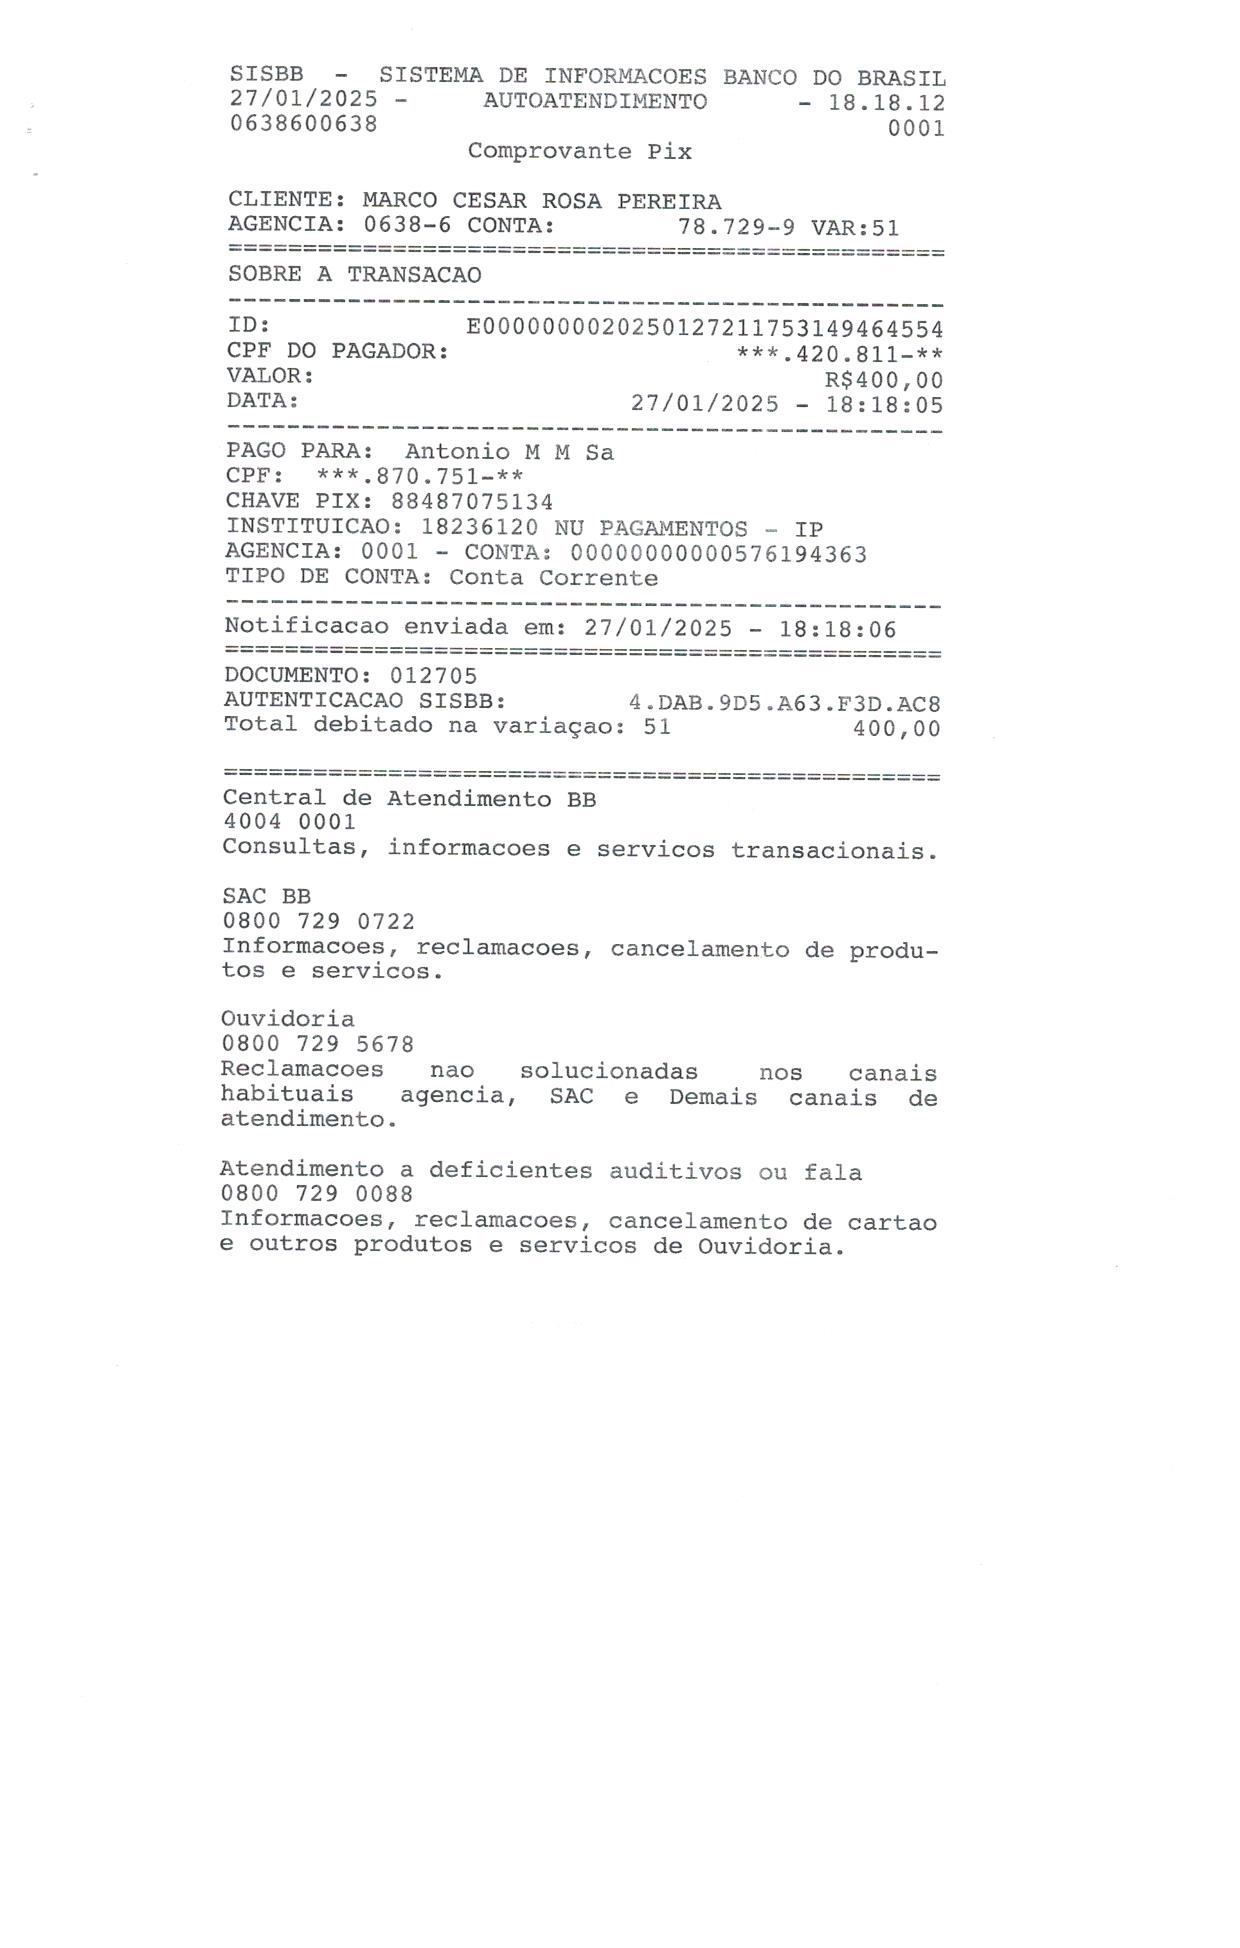 SISBB - SISTEMA DE INFORMACOES BANCO DO BRASIL
27/01/2025 - AUTOATENDIMENTO - 18.18.12
0638600638 0001
Comprovante Pix
CLIENTE: MARCO CESAR ROSA PEREIRA
AGENCIA: 0638-6 CONTA: 78.729-9 VAR:51
================================================
SOBRE A TRANSACAO
------------------------------------------------
ID: E0000000020250127211753149464554
CPF DO PAGADOR: ***.420.811-**
VALOR: R$400,00
DATA: 27/01/2025 - 18:18:05
------------------------------------------------
PAGO PARA: Antonio M M Sa
CPF: ***.870.751-**
CHAVE PIX: 88487075134
INSTITUICAO: 18236120 NU PAGAMENTOS - IP
AGENCIA: 0001 - CONTA: 00000000000576194363
TIPO DE CONTA: Conta Corrente
------------------------------------------------
Notificacao enviada em: 27/01/2025 - 18:18:06
================================================
DOCUMENTO: 012705
AUTENTICACAO SISBB: 4.DAB.9D5.A63.F3D.AC8
Total debitado na variaçao: 51 400,00
================================================
Central de Atendimento BB
4004 0001
Consultas, informacoes e servicos transacionais.
SAC BB
0800 729 0722
Informacoes, reclamacoes, cancelamento de produ-
tos e servicos.
Ouvidoria
0800 729 5678
Reclamacoes nao solucionadas nos canais
habituais agencia, SAC e Demais canais de
atendimento.
Atendimento a deficientes auditivos ou fala
0800 729 0088
Informacoes, reclamacoes, cancelamento de cartao
e outros produtos e servicos de Ouvidoria.